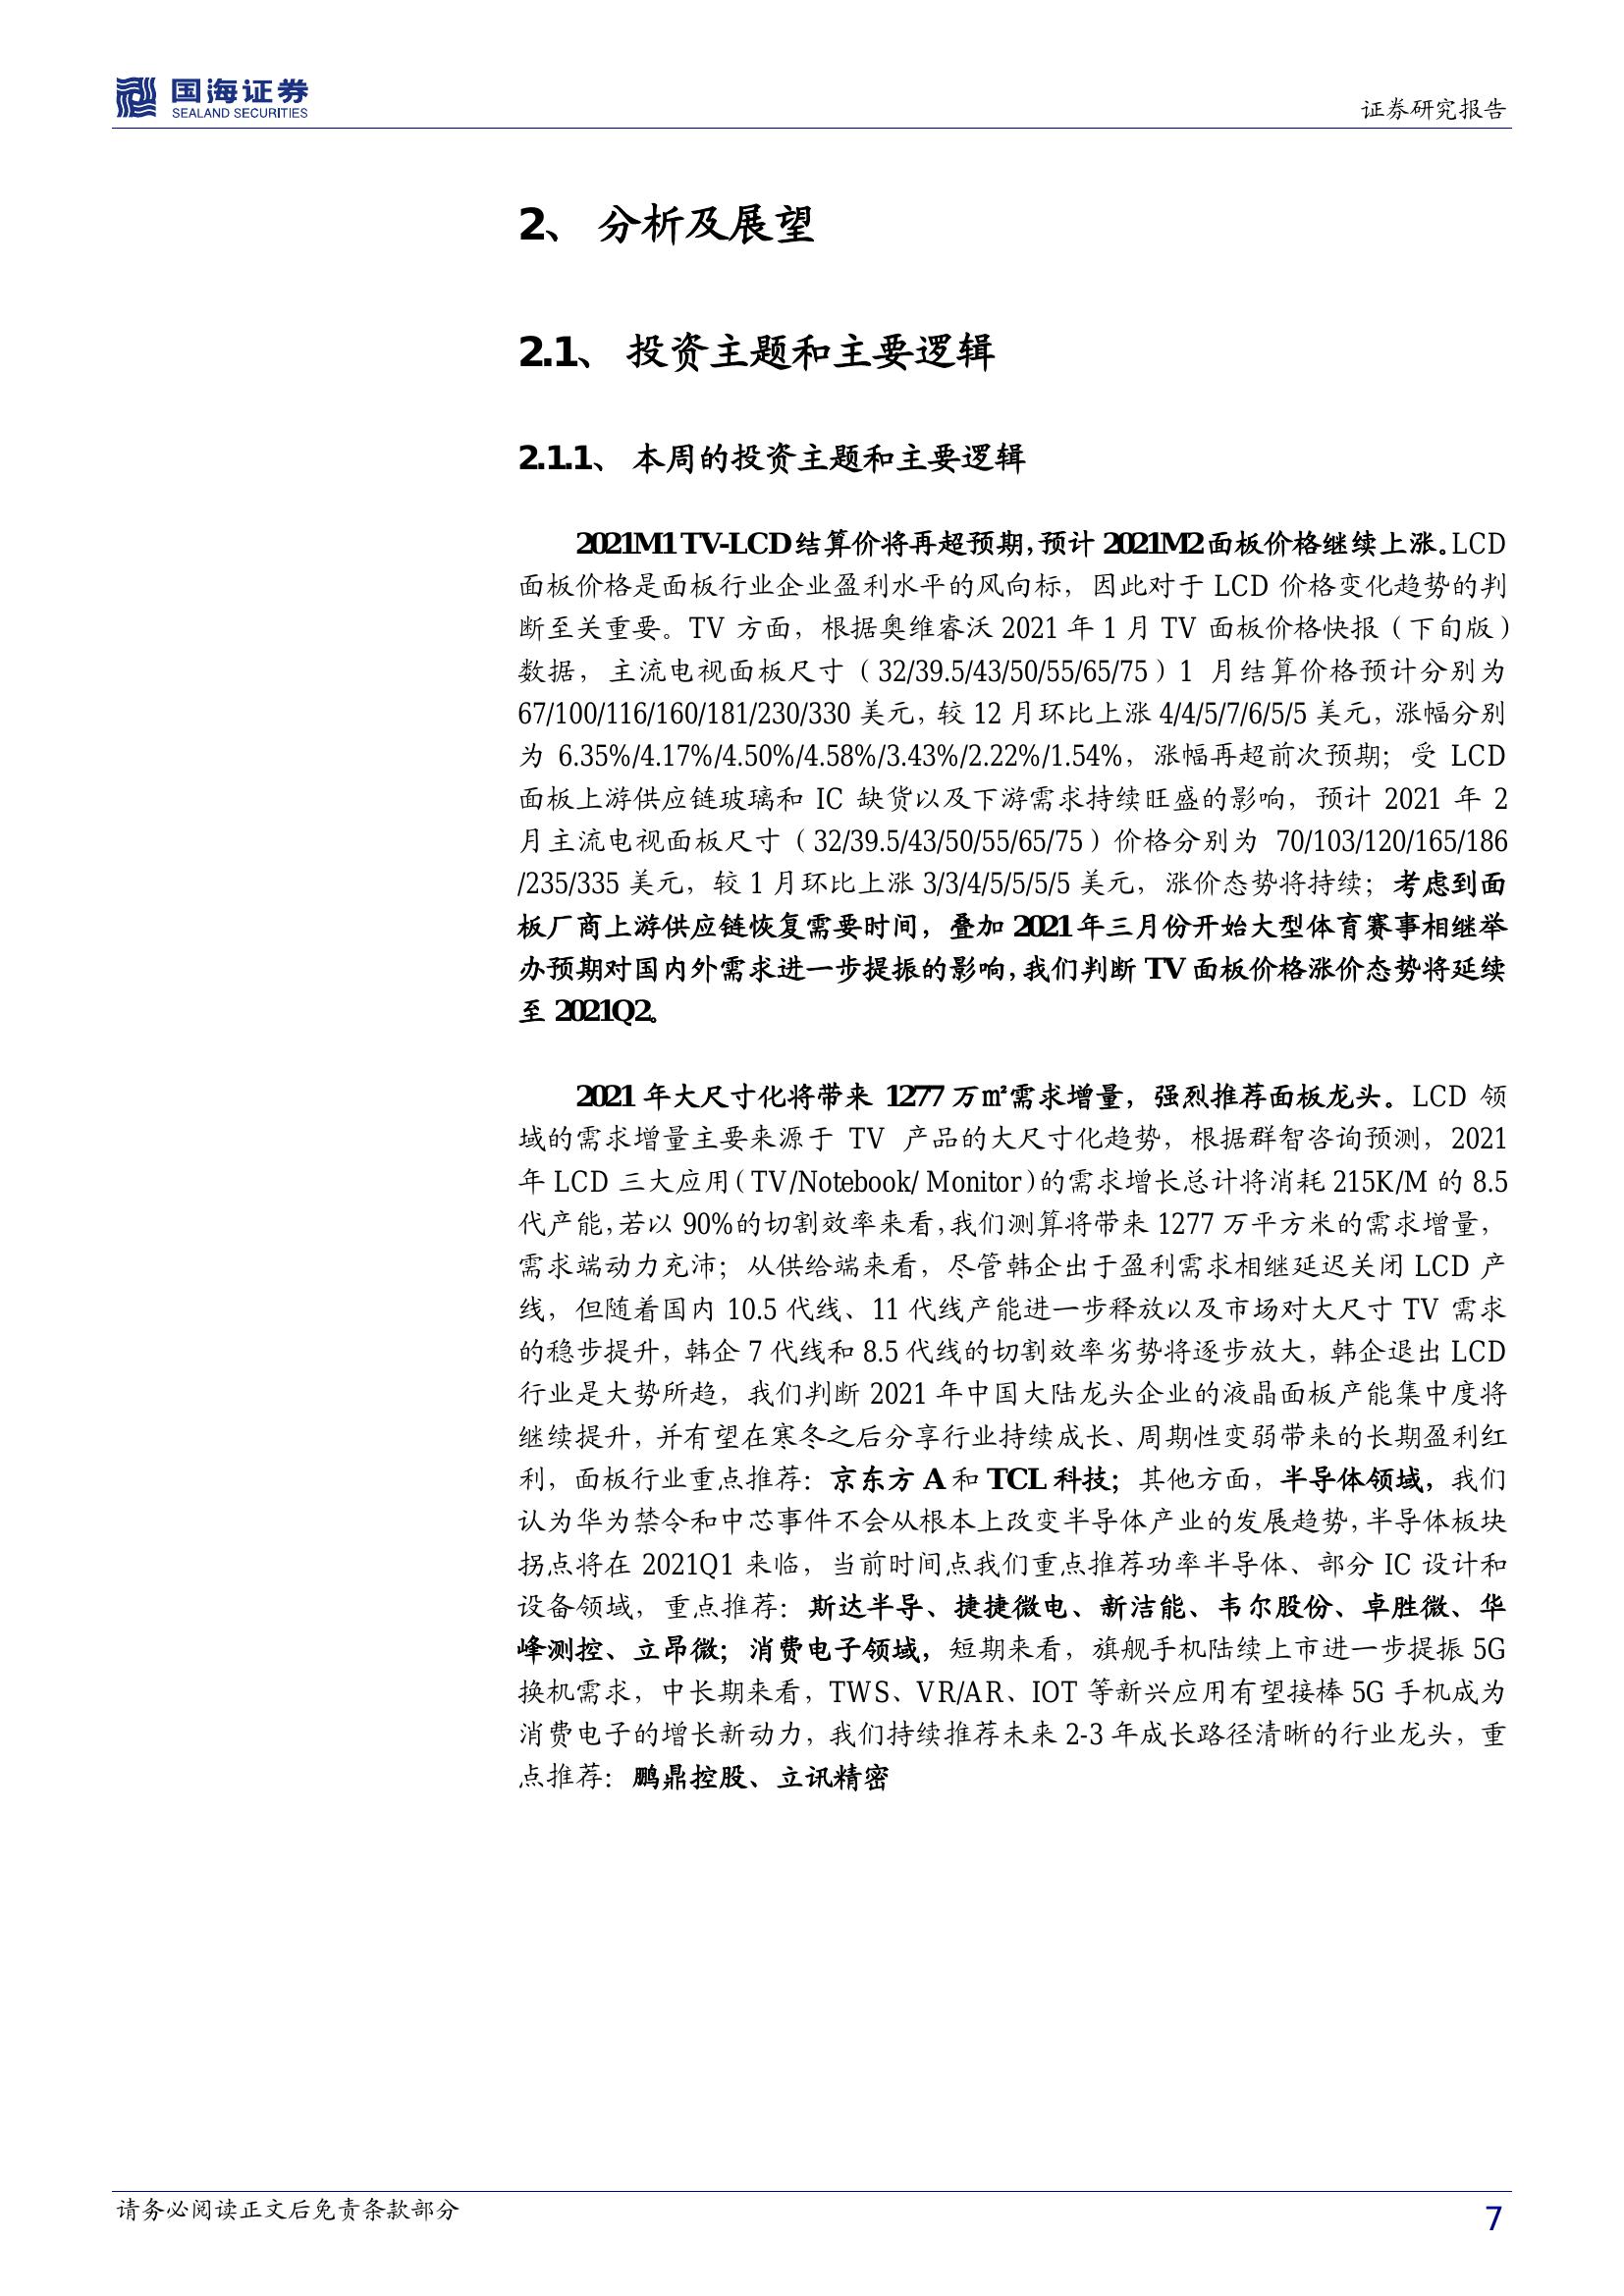 国海证券
SEALAND SECURITIES
证券研究报告
2、 分析及展望
2.1、 投资主题和主要逻辑
2.1.1、 本周的投资主题和主要逻辑
2021M1 TV-LCD结算价将再超预期，预计 2021M2面板价格继续上涨。LCD
面板价格是面板行业企业盈利水平的风向标，因此对于 LCD 价格变化趋势的判
断至关重要。TV 方面，根据奥维睿沃 2021 年 1 月 TV 面板价格快报（下旬版）
数据，主流电视面板尺寸（32/39.5/43/50/55/65/75）1 月结算价格预计分别为
67/100/116/160/181/230/330 美元，较 12 月环比上涨 4/4/5/7/6/5/5 美元，涨幅分别
为 6.35%/4.17%/4.50%/4.58%/3.43%/2.22%/1.54%，涨幅再超前次预期；受 LCD
面板上游供应链玻璃和 IC 缺货以及下游需求持续旺盛的影响，预计 2021 年 2
月主流电视面板尺寸（32/39.5/43/50/55/65/75）价格分别为 70/103/120/165/186
/235/335 美元，较 1 月环比上涨 3/3/4/5/5/5/5 美元，涨价态势将持续；考虑到面
板厂商上游供应链恢复需要时间，叠加 2021年三月份开始大型体育赛事相继举
办预期对国内外需求进一步提振的影响，我们判断 TV 面板价格涨价态势将延续
至 2021Q2。
2021 年大尺寸化将带来 1277 万㎡需求增量，强烈推荐面板龙头。LCD 领
域的需求增量主要来源于 TV 产品的大尺寸化趋势，根据群智咨询预测，2021
年 LCD 三大应用（TV/Notebook/ Monitor）的需求增长总计将消耗 215K/M 的 8.5
代产能，若以 90%的切割效率来看，我们测算将带来 1277 万平方米的需求增量，
需求端动力充沛；从供给端来看，尽管韩企出于盈利需求相继延迟关闭 LCD 产
线，但随着国内 10.5 代线、11 代线产能进一步释放以及市场对大尺寸 TV 需求
的稳步提升，韩企 7 代线和 8.5 代线的切割效率劣势将逐步放大，韩企退出 LCD
行业是大势所趋，我们判断 2021 年中国大陆龙头企业的液晶面板产能集中度将
继续提升，并有望在寒冬之后分享行业持续成长、周期性变弱带来的长期盈利红
利，面板行业重点推荐：京东方 A 和 TCL 科技；其他方面，半导体领域，我们
认为华为禁令和中芯事件不会从根本上改变半导体产业的发展趋势，半导体板块
拐点将在 2021Q1 来临，当前时间点我们重点推荐功率半导体、部分 IC 设计和
设备领域，重点推荐：斯达半导、捷捷微电、新洁能、韦尔股份、卓胜微、华
峰测控、立昂微；消费电子领域，短期来看，旗舰手机陆续上市进一步提振 5G
换机需求，中长期来看，TWS、VR/AR、IOT 等新兴应用有望接棒 5G 手机成为
消费电子的增长新动力，我们持续推荐未来 2-3 年成长路径清晰的行业龙头，重
点推荐：鹏鼎控股、立讯精密
请务必阅读正文后免责条款部分
7